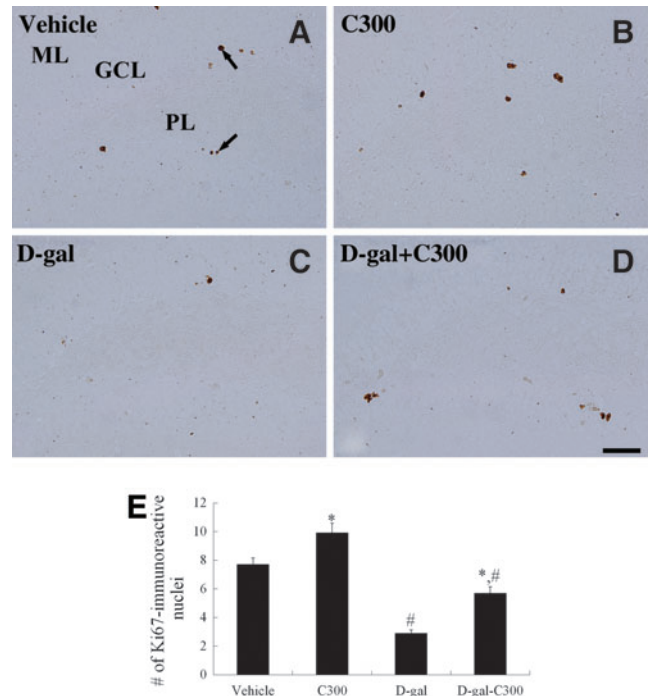 Vehicle A
ML
GCL
PL
C300 B
D-gal C
D-gal+C300 D
E
# of Ki67-immunoreactive
nuclei
12
10
8
6
4
2
0
*
#
*,#
Vehicle C300 D-gal D-gal-C300